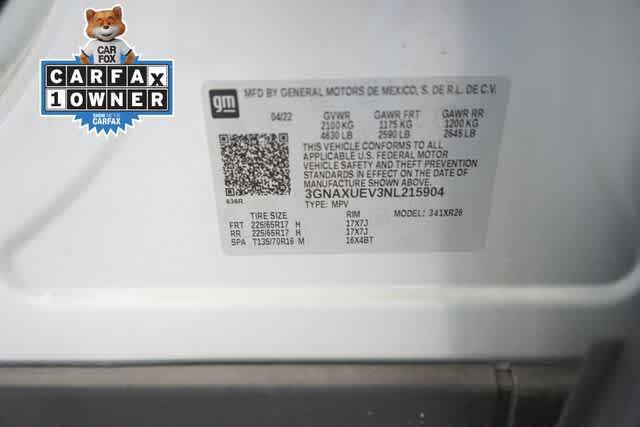 CAR
FOX
CARFAX
1 OWNER
SHOW ME THE
CARFAX
gm
MFD BY GENERAL MOTORS DE MEXICO, S. DE R.L. DE C.V.
04/22 GVWR GAWR FRT GAWR RR
2100 KG 1175 KG 1200 KG
4630 LB 2590 LB 2645 LB
THIS VEHICLE CONFORMS TO ALL
APPLICABLE U.S. FEDERAL MOTOR
VEHICLE SAFETY AND THEFT PREVENTION
STANDARDS IN EFFECT ON THE DATE OF
MANUFACTURE SHOWN ABOVE.
3GNAXUEV3NL215904
TYPE: MPV MODEL: 341XR26
636R
TIRE SIZE RIM
FRT 225/65R17 H 17X7J
RR 225/65R17 H 17X7J
SPA T135/70R16 M 16X4BT